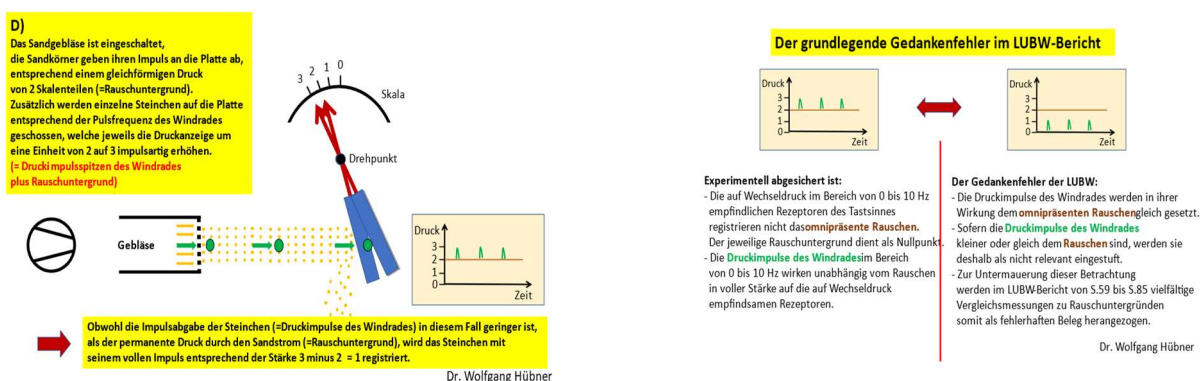 D)
Das Sandgebläse ist eingeschaltet,
die Sandkörner geben ihren Impuls an die Platte ab,
entsprechend einem gleichförmigen Druck
von 2 Skalenteilen (=Rauschuntergrund).
Zusätzlich werden einzelne Steinchen auf die Platte
entsprechend der Pulsfrequenz des Windrades
geschossen, welche jeweils die Druckanzeige um
eine Einheit von 2 auf 3 impulsartig erhöhen.
(= Druckimpulsspitzen des Windrades
plus Rauschuntergrund)
3 2 1 0
Skala
Drehpunkt
Gebläse
Druck
3
2
1
0
Zeit
Obwohl die Impulsabgabe der Steinchen (=Druckimpulse des Windrades) in diesem Fall geringer ist,
als der permanente Druck durch den Sandstrom (=Rauschuntergrund), wird das Steinchen mit
seinem vollen Impuls entsprechend der Stärke 3 minus 2 = 1 registriert.
Dr. Wolfgang Hübner
Der grundlegende Gedankenfehler im LUBW-Bericht
Druck
3
2
1
0
Zeit
Druck
3
2
1
0
Zeit
Experimentell abgesichert ist:
- Die auf Wechseldruck im Bereich von 0 bis 10 Hz
empfindlichen Rezeptoren des Tastsinnes
registrieren nicht dasomnipräsente Rauschen.
Der jeweilige Rauschuntergrund dient als Nullpunkt.
- Die Druckimpulse des Windradesim Bereich
von 0 bis 10 Hz wirken unabhängig vom Rauschen
in voller Stärke auf die auf Wechseldruck
empfindsamen Rezeptoren.
Der Gedankenfehler der LUBW:
- Die Druckimpulse des Windrades werden in ihrer
Wirkung dem omnipräsenten Rauschengleich gesetzt.
- Sofern die Druckimpulse des Windrades
kleiner oder gleich dem Rauschen sind, werden sie
deshalb als nicht relevant eingestuft.
- Zur Untermauerung dieser Betrachtung
werden im LUBW-Bericht von S.59 bis S.85 vielfältige
Vergleichsmessungen zu Rauschuntergründen
somit als fehlerhaften Beleg herangezogen.
Dr. Wolfgang Hübner